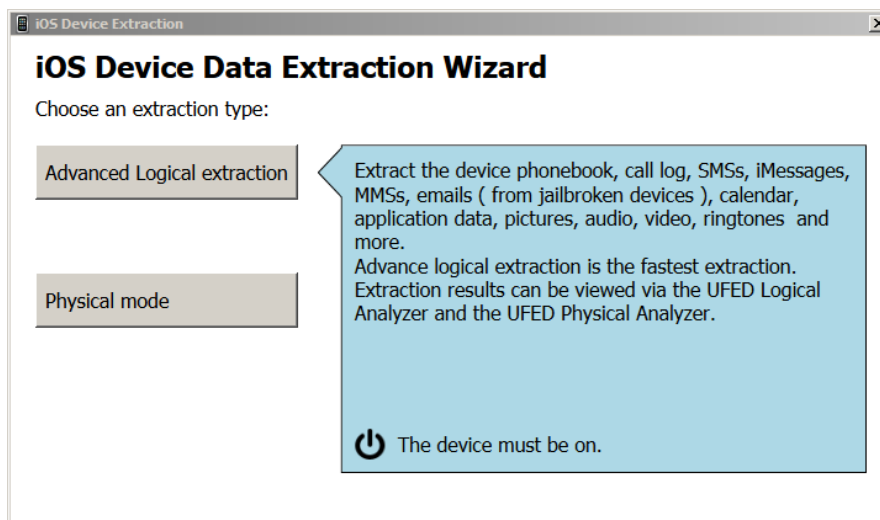 iOS Device Extraction
iOS Device Data Extraction Wizard
Choose an extraction type:
Advanced Logical extraction
Extract the device phonebook, call log, SMSs, iMessages,
MMSs, emails ( from jailbroken devices ), calendar,
application data, pictures, audio, video, ringtones  and
more.
Advance logical extraction is the fastest extraction.
Extraction results can be viewed via the UFED Logical
Analyzer and the UFED Physical Analyzer.
Physical mode
The device must be on.